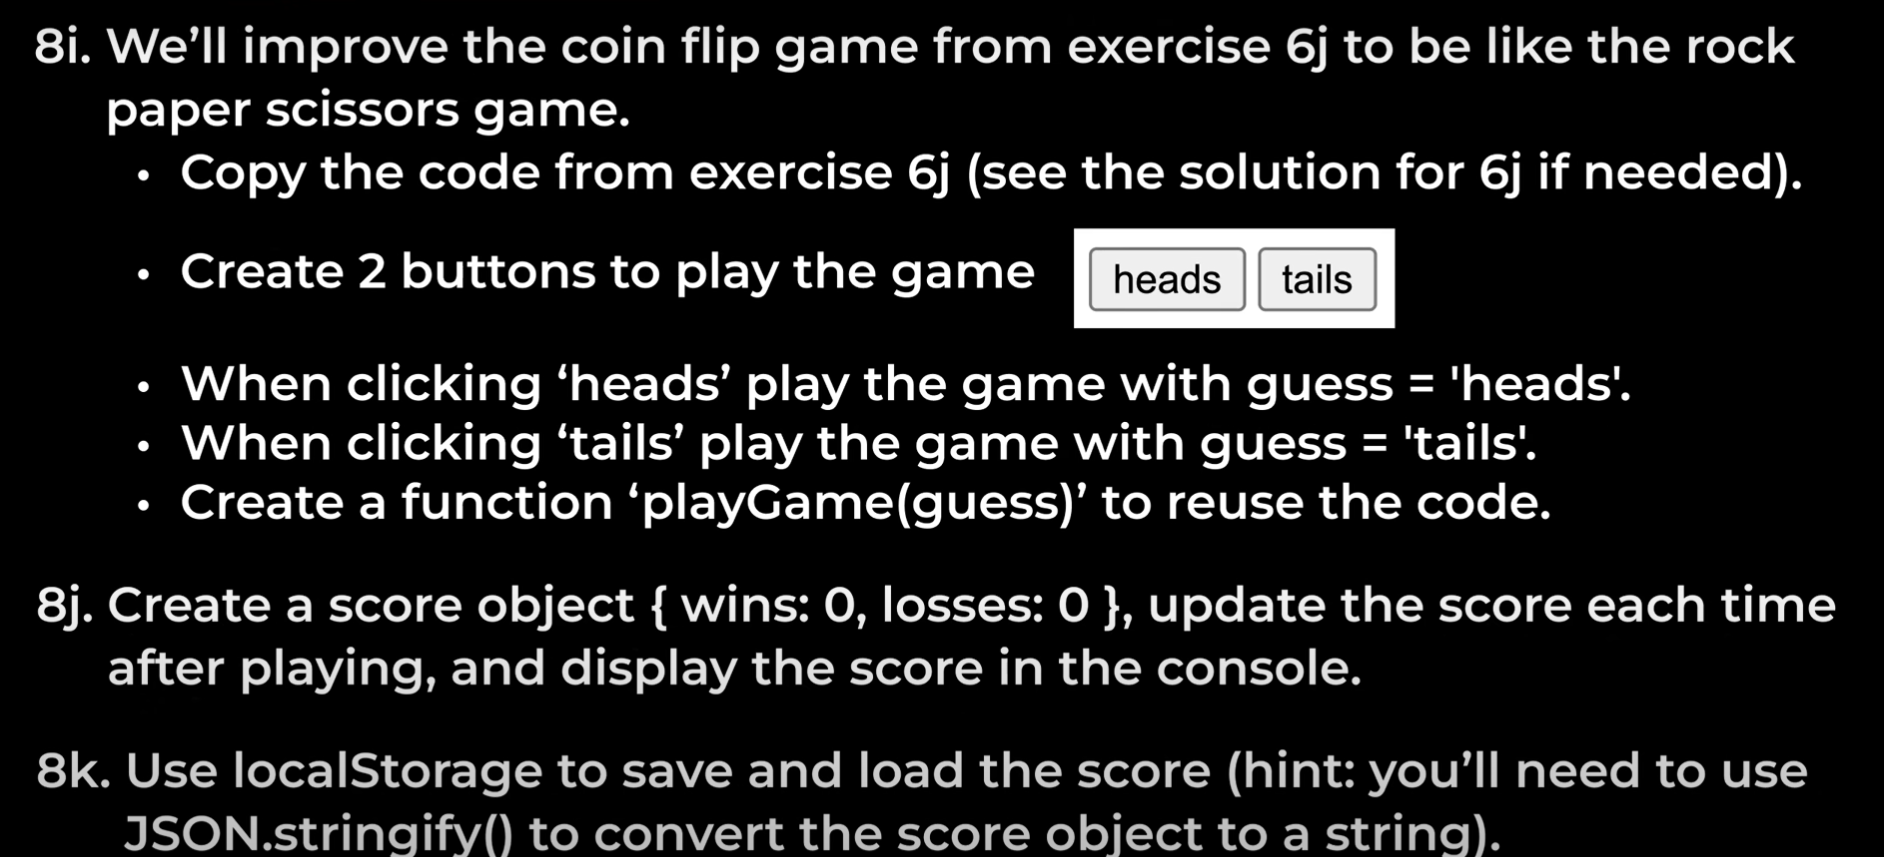 8i. We’ll improve the coin flip game from exercise 6j to be like the rock
paper scissors game.
• Copy the code from exercise 6j (see the solution for 6j if needed).
• Create 2 buttons to play the game heads tails
• When clicking ‘heads’ play the game with guess = 'heads'.
• When clicking ‘tails’ play the game with guess = 'tails'.
• Create a function ‘playGame(guess)’ to reuse the code.
8j. Create a score object { wins: 0, losses: 0 }, update the score each time
after playing, and display the score in the console.
8k. Use localStorage to save and load the score (hint: you’ll need to use
JSON.stringify() to convert the score object to a string).